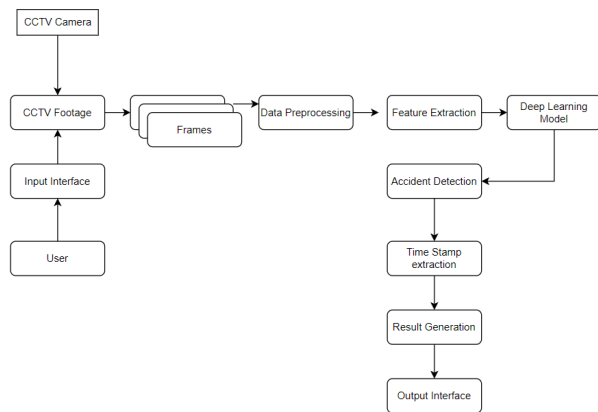 CCTV Camera
CCTV Footage
Frames
Data Preprocessing
Feature Extraction
Deep Learning
Model
Input Interface
Accident Detection
User
Time Stamp
extraction
Result Generation
Output Interface